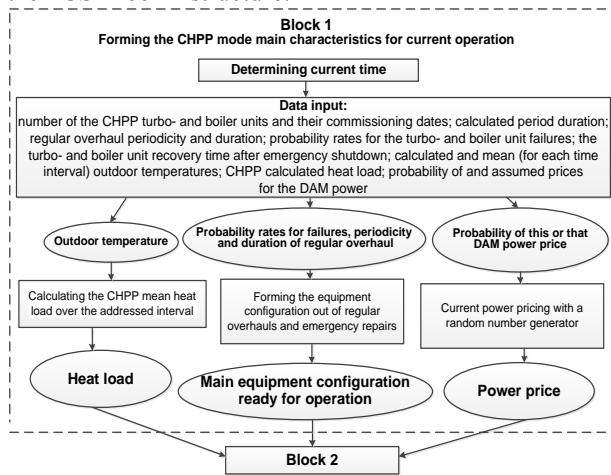 Block 1
Forming the CHPP mode main characteristics for current operation
Determining current time
Data input:
number of the CHPP turbo- and boiler units and their commissioning dates; calculated period duration;
regular overhaul periodicity and duration; probability rates for the turbo- and boiler unit failures; the
turbo- and boiler unit recovery time after emergency shutdown; calculated and mean (for each time
interval) outdoor temperatures; CHPP calculated heat load; probability of and assumed prices
for the DAM power
Outdoor temperature
Probability rates for failures, periodicity
and duration of regular overhaul
Probability of this or that
DAM power price
Calculating the CHPP mean heat
load over the addressed interval
Forming the equipment
configuration out of regular
overhauls and emergency repairs
Current power pricing with a
random number generator
Heat load
Main equipment configuration
ready for operation
Power price
Block 2